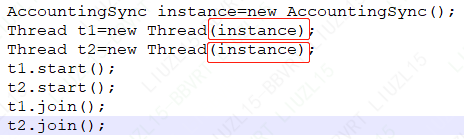 AccountingSync instance=new AccountingSync();
Thread t1=new Thread(instance);
Thread t2=new Thread(instance);
t1.start();
t2.start();
t1.join();
t2.join();